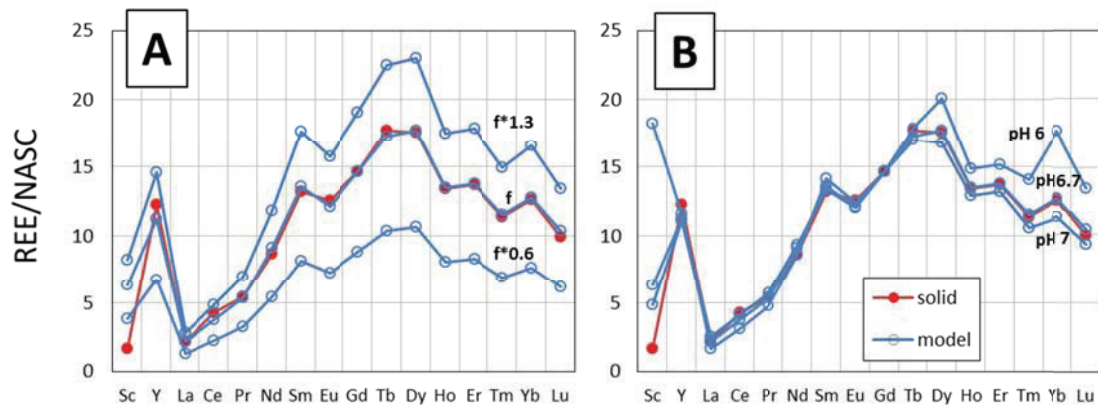 A
B
REE/NASC
25
20
15
10
5
0
f*1.3
f
f*0.6
Sc Y La Ce Pr Nd Sm Eu Gd Tb Dy Ho Er Tm Yb Lu
25
20
15
10
5
0
pH 6
pH6.7
pH 7
solid
model
Sc Y La Ce Pr Nd Sm Eu Gd Tb Dy Ho Er Tm Yb Lu